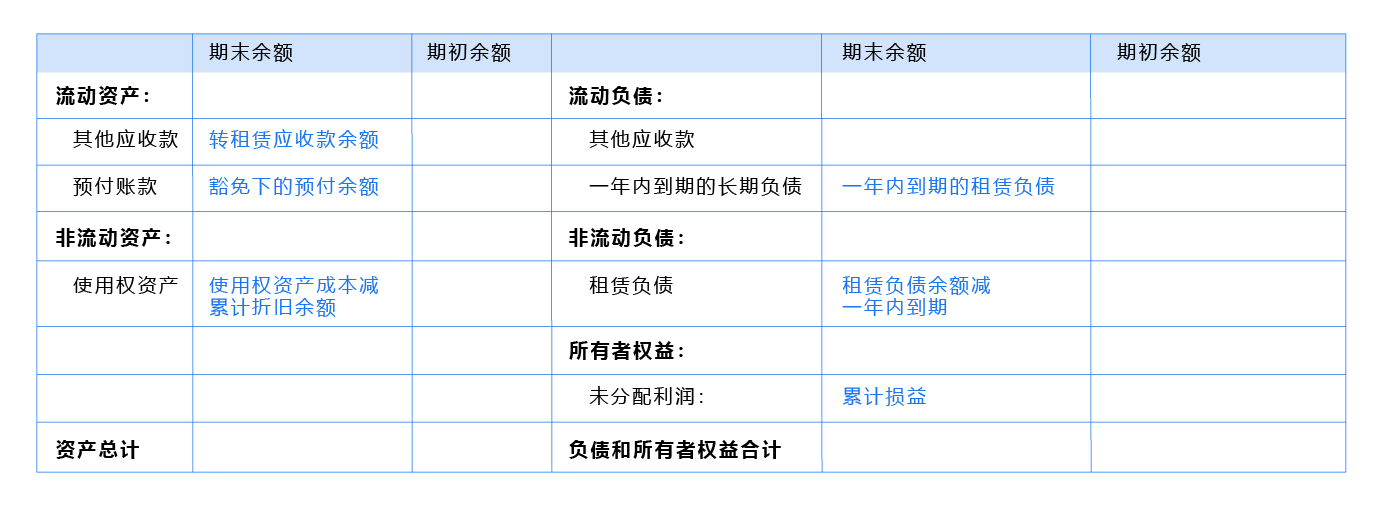 期末余额 期初余额 期末余额 期初余额
流动资产： 流动负债：
其他应收款 转租赁应收款余额 其他应收款
预付账款 豁免下的预付余额 一年内到期的长期负债 一年内到期的租赁负债
非流动资产： 非流动负债：
使用权资产 使用权资产成本减 租赁负债 租赁负债余额减
累计折旧余额 一年内到期
所有者权益：
未分配利润： 累计损益
资产总计 负债和所有者权益合计